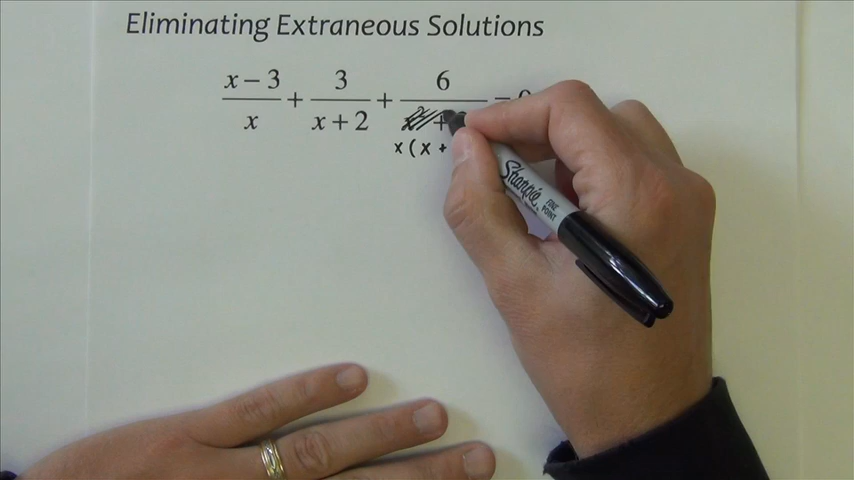 Eliminating Extraneous Solutions
x − 3 3 6
+ + =
x x + 2
x ( x +
Sharpie
FINE POINT